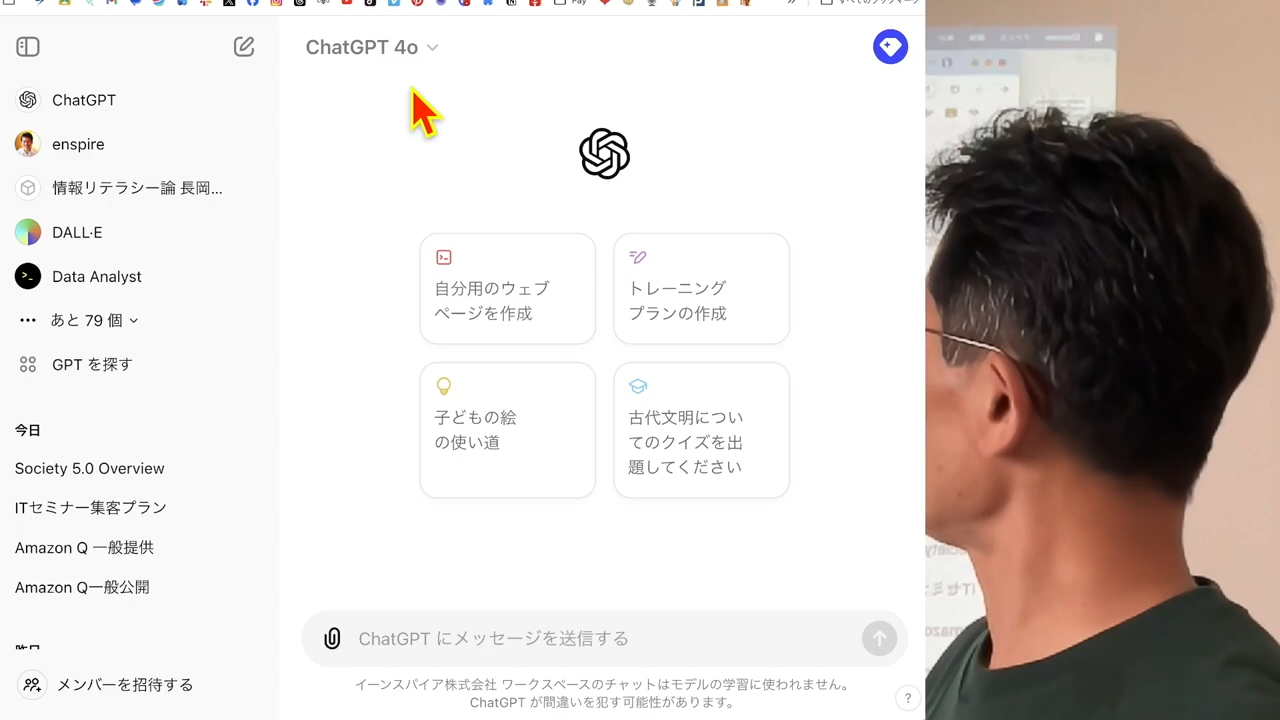 ChatGPT 4o
ChatGPT
enspire
情報リテラシー論 長岡...
DALL·E
Data Analyst
あと 79 個
GPT を探す
今日
Society 5.0 Overview
ITセミナー集客プラン
Amazon Q 一般提供
Amazon Q一般公開
昨日
メンバーを招待する
自分用のウェブ
ページを作成
トレーニング
プランの作成
子どもの絵
の使い道
古代文明につい
てのクイズを出
題してください
ChatGPT にメッセージを送信する
イーンスパイア株式会社 ワークスペースのチャットはモデルの学習に使われません。
ChatGPT が間違いを犯す可能性があります。
?